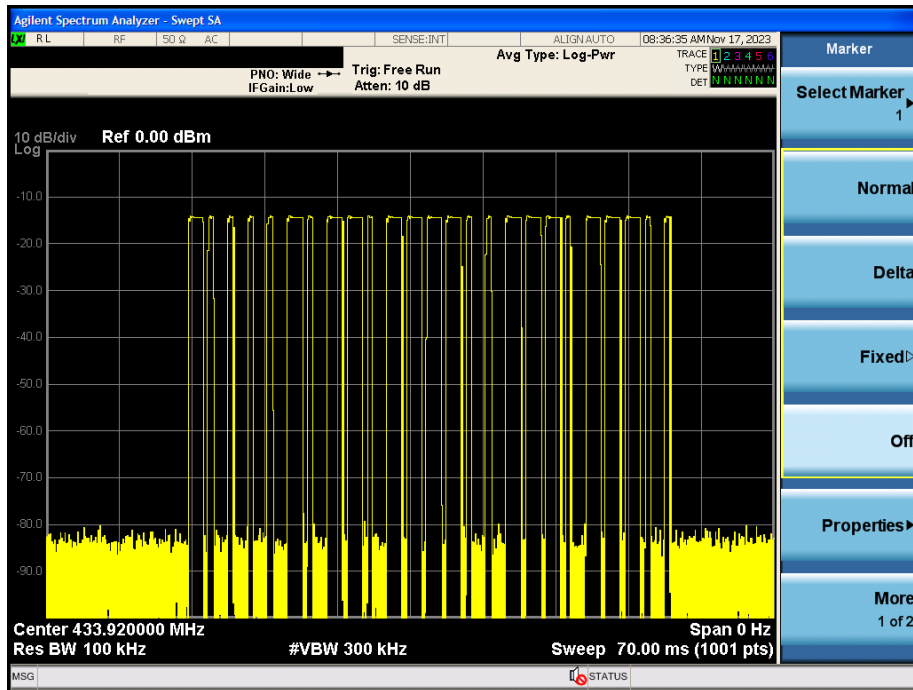 Agilent Spectrum Analyzer - Swept SA
LXI RL RF 50 Ω AC SENSE:INT ALIGN AUTO 08:36:35 AM Nov 17, 2023
Marker
Avg Type: Log-Pwr
TRACE 1 2 3 4 5 6
PNO: Wide Trig: Free Run
TYPE WWWWWW
IFGain:Low Atten: 10 dB
DET N N N N N N
Select Marker
1
10 dB/div Ref 0.00 dBm
Log
-10.0
Normal
-20.0
Delta
-30.0
-40.0
Fixed
-50.0
Off
-60.0
-70.0
-80.0
Properties
-90.0
More
1 of 2
Center 433.920000 MHz Span 0 Hz
Res BW 100 kHz #VBW 300 kHz Sweep 70.00 ms (1001 pts)
MSG STATUS